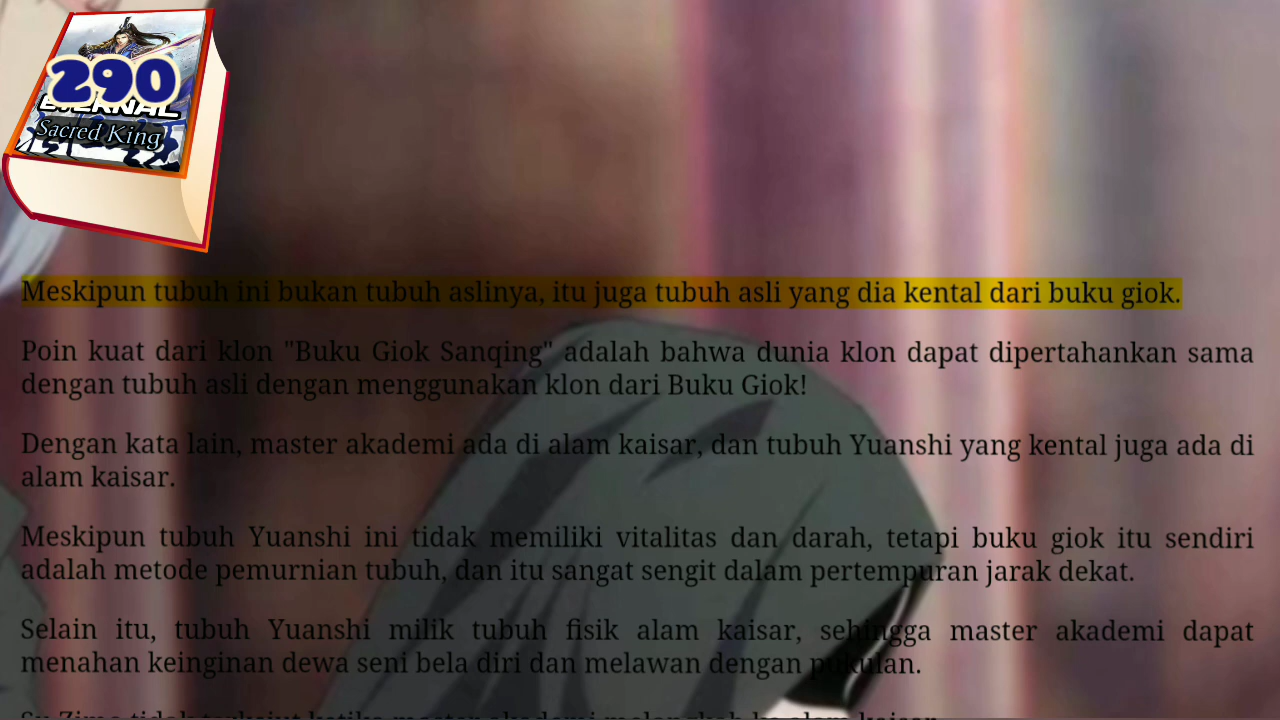 290
ETERNAL
Sacred King
Meskipun tubuh ini bukan tubuh aslinya, itu juga tubuh asli yang dia kental dari buku giok.
Poin kuat dari klon "Buku Giok Sanqing" adalah bahwa dunia klon dapat dipertahankan sama
dengan tubuh asli dengan menggunakan klon dari Buku Giok!
Dengan kata lain, master akademi ada di alam kaisar, dan tubuh Yuanshi yang kental juga ada di
alam kaisar.
Meskipun tubuh Yuanshi ini tidak memiliki vitalitas dan darah, tetapi buku giok itu sendiri
adalah metode pemurnian tubuh, dan itu sangat sengit dalam pertempuran jarak dekat.
Selain itu, tubuh Yuanshi milik tubuh fisik alam kaisar, sehingga master akademi dapat
menahan keinginan dewa seni bela diri dan melawan dengan pukulan.